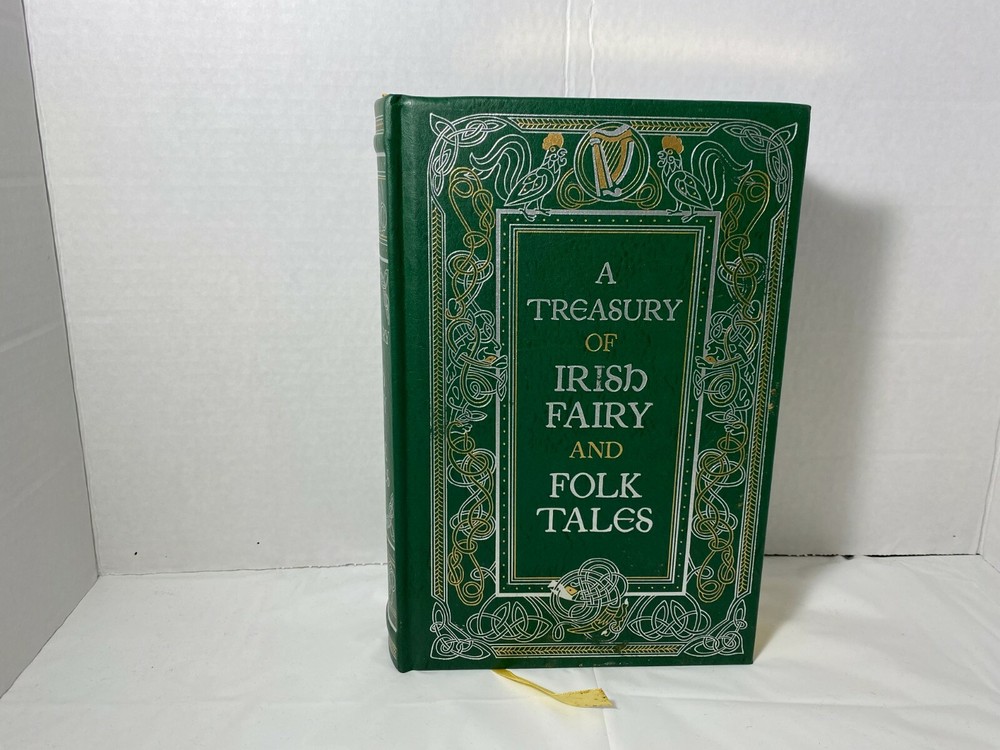 A
TREASURY
OF
IRISH
FAIRY
AND
FOLK
TALES